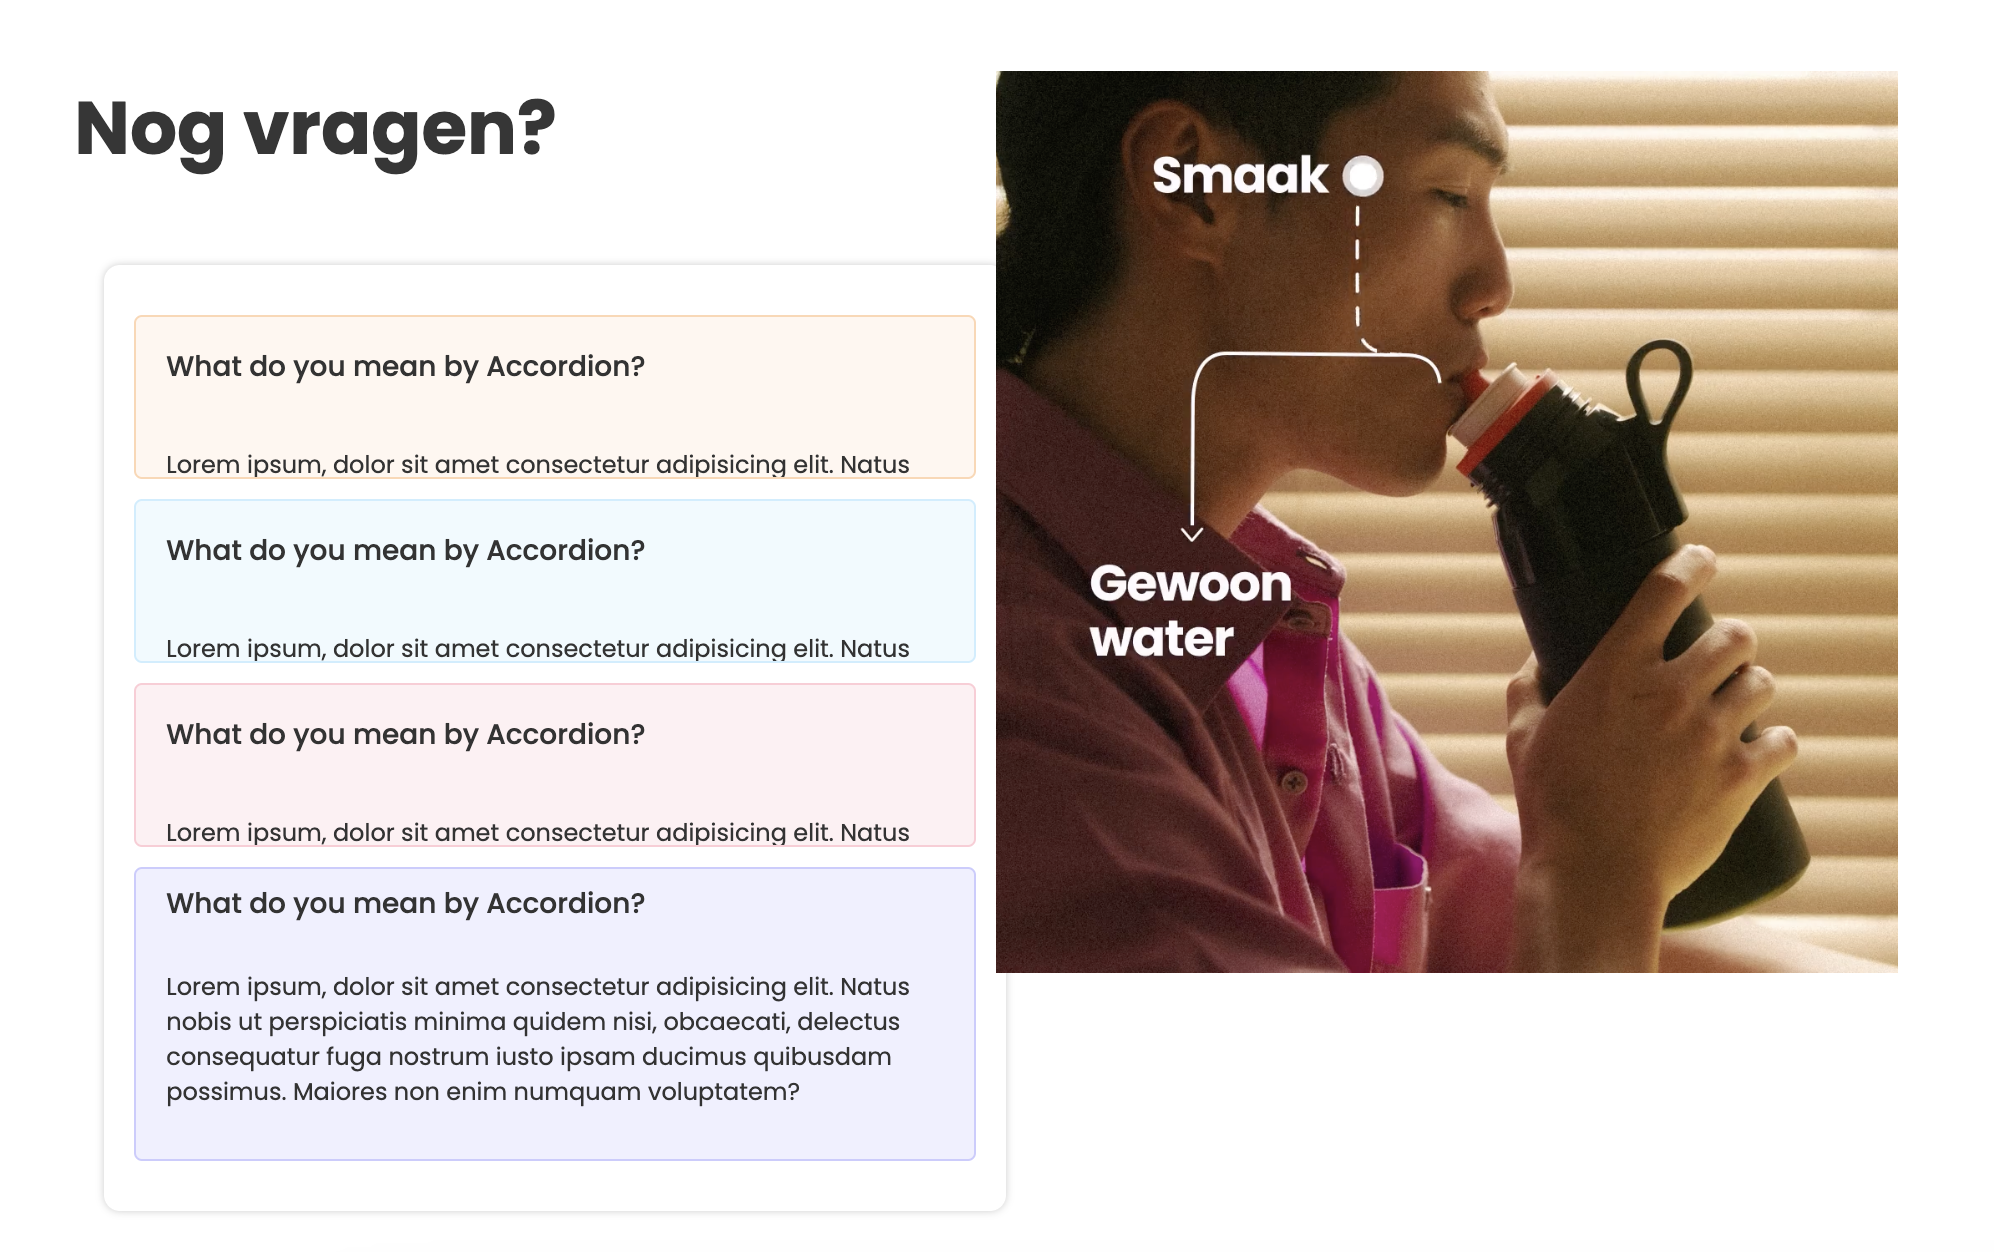 Nog vragen?
What do you mean by Accordion?
Lorem ipsum, dolor sit amet consectetur adipisicing elit. Natus
What do you mean by Accordion?
Lorem ipsum, dolor sit amet consectetur adipisicing elit. Natus
What do you mean by Accordion?
Lorem ipsum, dolor sit amet consectetur adipisicing elit. Natus
What do you mean by Accordion?
Lorem ipsum, dolor sit amet consectetur adipisicing elit. Natus
nobis ut perspiciatis minima quidem nisi, obcaecati, delectus
consequatur fuga nostrum iusto ipsam ducimus quibusdam
possimus. Maiores non enim numquam voluptatem?
Smaak
Gewoon
water